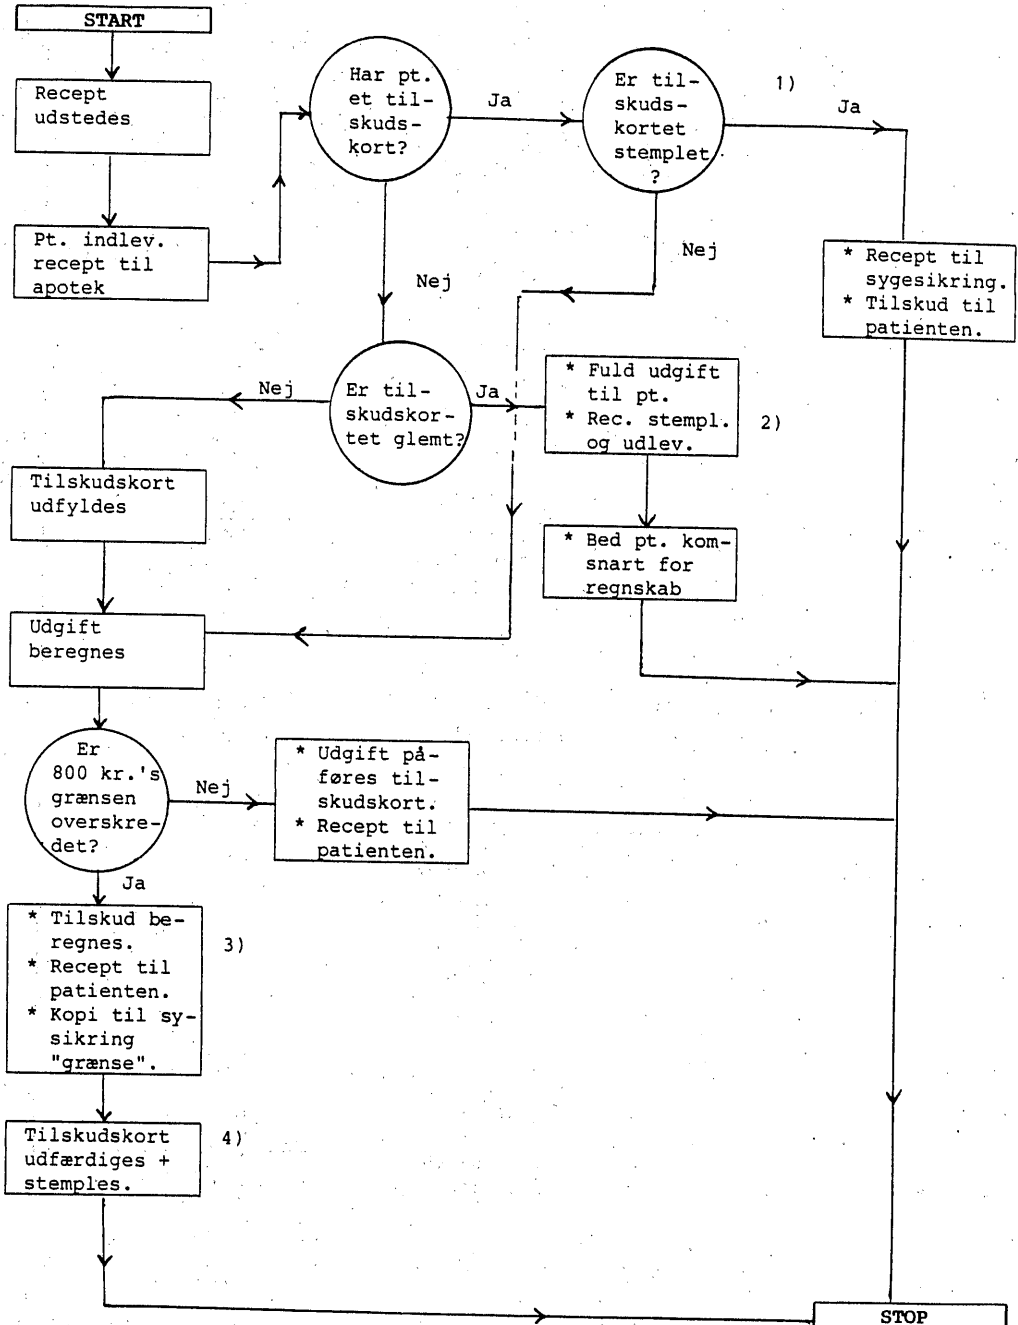 START
Recept
udstedes
Pt. indlev.
recept til
apotek
Har pt.
et til-
skuds-
kort?
Ja
Er til-
skuds-
kortet
stemplet
?
1)
Ja
* Recept til
sygesikring.
* Tilskud til
patienten.
Nej
Nej
Er til-
skudskor-
tet glemt?
Nej
Ja
* Fuld udgift
til pt.
* Rec. stempl.
og udlev.
2)
* Bed pt. kom-
snart for
regnskab
Tilskudskort
udfyldes
Udgift
beregnes
Er
800 kr.'s
grænsen
overskre-
det?
Nej
* Udgift på-
føres til-
skudskort.
* Recept til
patienten.
Ja
* Tilskud be-
regnes.
* Recept til
patienten.
* Kopi til sy-
sikring
"grænse".
3)
Tilskudskort
udfærdiges +
stemples.
4)
STOP